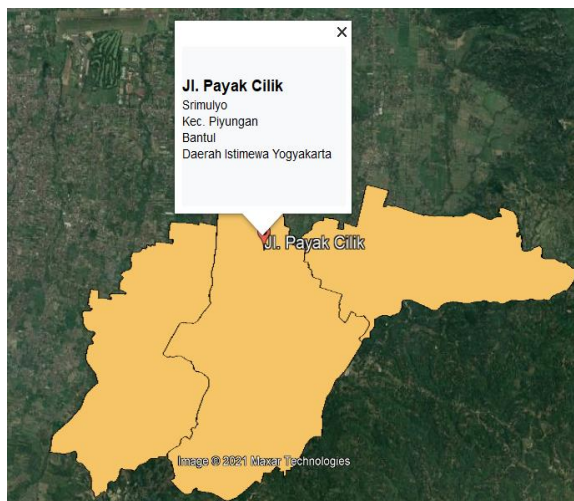 Jl. Payak Cilik
Srimulyo
Kec. Piyungan
Bantul
Daerah Istimewa Yogyakarta
Jl. Payak Cilik
Image © 2021 Maxar Technologies